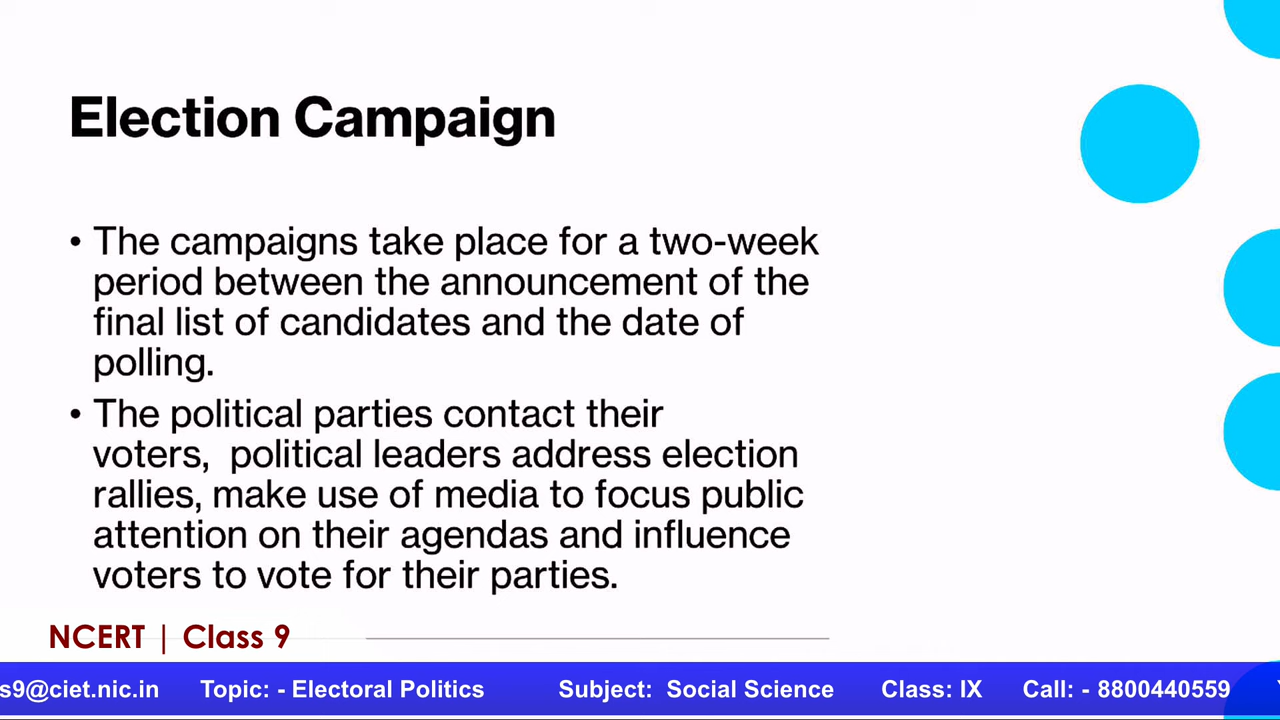 Election Campaign
• The campaigns take place for a two-week
period between the announcement of the
final list of candidates and the date of
polling.
• The political parties contact their
voters,  political leaders address election
rallies, make use of media to focus public
attention on their agendas and influence
voters to vote for their parties.
NCERT | Class 9
s9@ciet.nic.in Topic: - Electoral Politics Subject:  Social Science Class: IX Call: - 8800440559